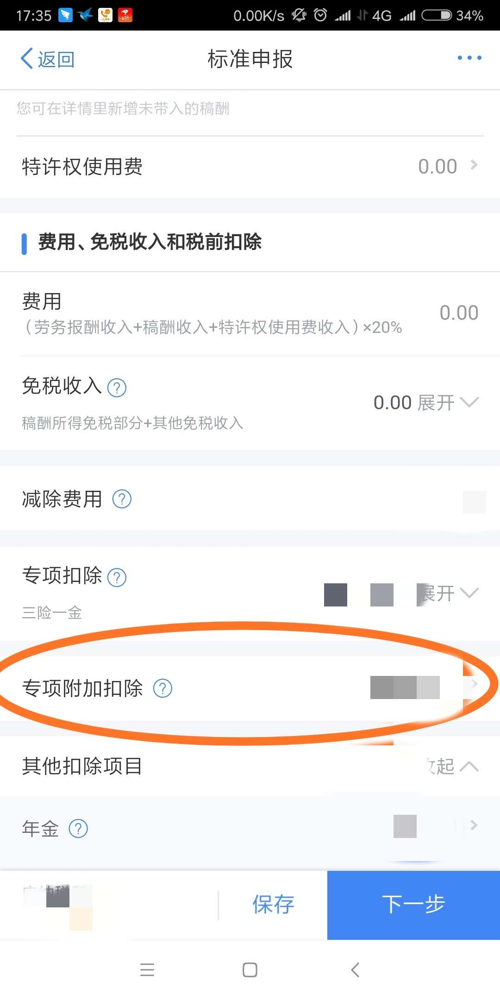 17:35
618
0.00K/s
4G
34%
返回
标准申报
您可在详情里新增未带入的稿酬
特许权使用费
0.00
费用、免税收入和税前扣除
费用
0.00
（劳务报酬收入+稿酬收入+特许权使用费收入）×20%
免税收入 ?
0.00 展开
稿酬所得免税部分+其他免税收入
减除费用 ?
专项扣除 ?
展开
三险一金
专项附加扣除 ?
其他扣除项目
起
年金 ?
保存
下一步